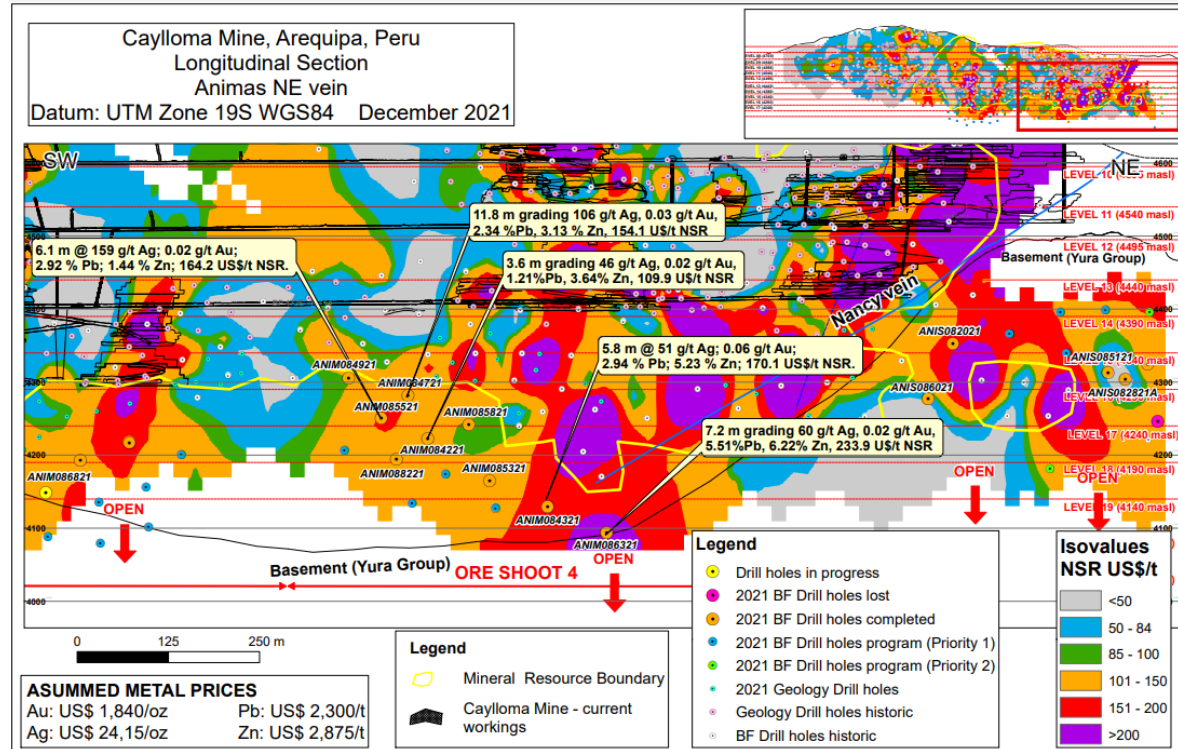 Caylloma Mine, Arequipa, Peru
Longitudinal Section
Animas NE vein
Datum: UTM Zone 19S WGS84    December 2021
SW
NE
4600
LEVEL 11 (4540 masl)
LEVEL 12 (4495 masl)
Basement (Yura Group)
LEVEL 13 (4440 masl)
4400
4400
LEVEL 14 (4390 masl)
4300
4300
LEVEL 17 (4240 masl)
4200
4200
LEVEL 18 (4190 masl)
LEVEL 19 (4140 masl)
4100
4100
4000
11.8 m grading 106 g/t Ag, 0.03 g/t Au,
2.34 %Pb, 3.13 % Zn, 154.1 US$/t NSR
6.1 m @ 159 g/t Ag; 0.02 g/t Au;
2.92 % Pb; 1.44 % Zn; 164.2 US$/t NSR.
3.6 m grading 46 g/t Ag, 0.02 g/t Au,
1.21%Pb, 3.64% Zn, 109.9 US$/t NSR
Nancy vein
5.8 m @ 51 g/t Ag; 0.06 g/t Au;
2.94 % Pb; 5.23 % Zn; 170.1 US$/t NSR.
7.2 m grading 60 g/t Ag, 0.02 g/t Au,
5.51%Pb, 6.22% Zn, 233.9 U$/t NSR
ANIS082021
ANIS085121
ANIM084921
ANIM084721
ANIS082821A
ANIS086021
ANIM085521
ANIM085821
ANIM084221
ANIM088221
ANIM085321
ANIM086821
ANIM084321
ANIM086321
OPEN
OPEN
OPEN
OPEN
Basement (Yura Group)
ORE SHOOT 4
0    125    250 m
ASUMMED METAL PRICES
Au: US$ 1,840/oz    Pb: US$ 2,300/t
Ag: US$ 24,15/oz    Zn: US$ 2,875/t
Legend
Mineral Resource Boundary
Caylloma Mine - current
workings
Legend
Drill holes in progress
2021 BF Drill holes lost
2021 BF Drill holes completed
2021 BF Drill holes program (Priority 1)
2021 BF Drill holes program (Priority 2)
2021 Geology Drill holes
Geology Drill holes historic
BF Drill holes historic
Isovalues
NSR US$/t
<50
50 - 84
85 - 100
101 - 150
151 - 200
>200